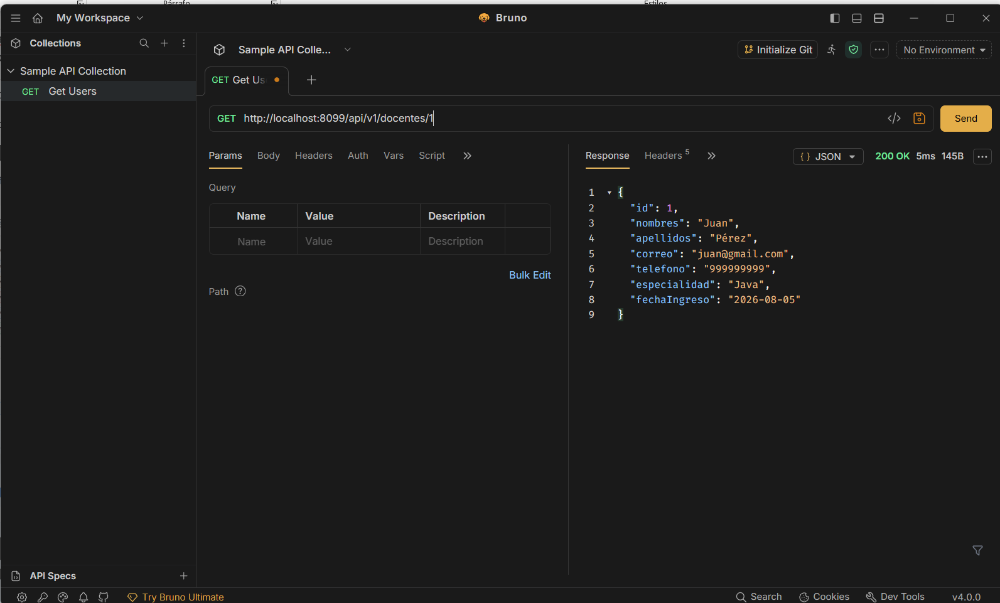 Párrafo Estilos
My Workspace
Bruno
Collections
Sample API Colle...
Initialize Git
No Environment
Sample API Collection
GET Get Us
GET Get Users
GET http://localhost:8099/api/v1/docentes/1
Send
Params Body Headers Auth Vars Script
Response Headers 5
{ } JSON
200 OK 5ms 145B
Query
Name Value Description
Name Value Description
Bulk Edit
Path ?
1 {
2 "id": 1,
3 "nombres": "Juan",
4 "apellidos": "Pérez",
5 "correo": "juan@gmail.com",
6 "telefono": "999999999",
7 "especialidad": "Java",
8 "fechaIngreso": "2026-08-05"
9 }
API Specs
Try Bruno Ultimate
Search Cookies Dev Tools v4.0.0